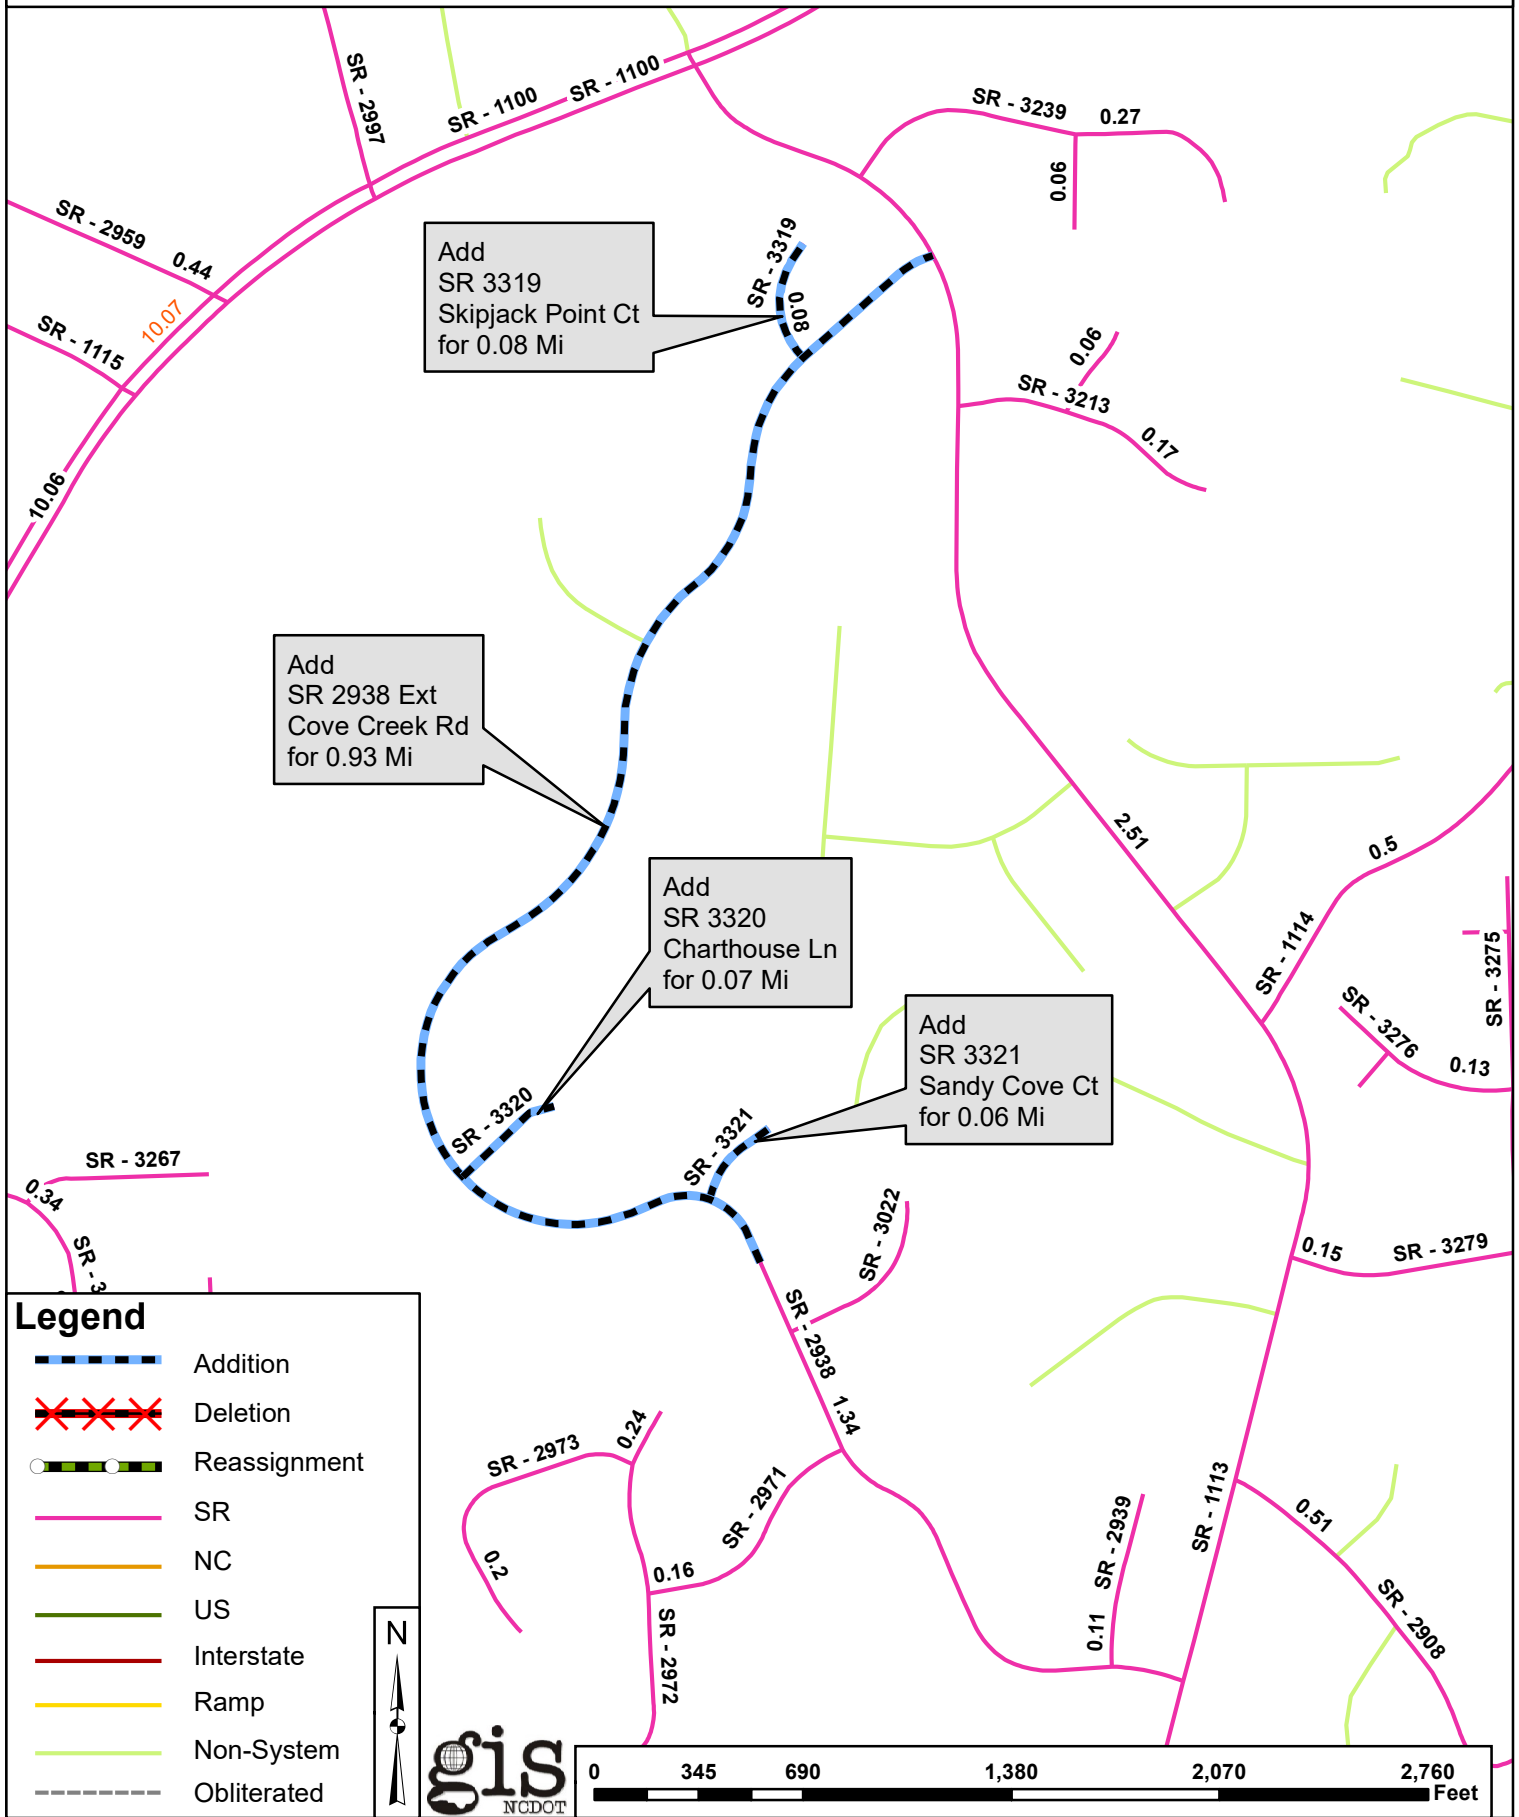 SR - 2997
SR - 1100
SR - 1100
SR - 3239
0.27
0.06
SR - 2959
0.44
10.07
SR - 1115
10.06
Add
SR 3319
Skipjack Point Ct
for 0.08 Mi
SR - 3319
0.08
0.06
SR - 3213
0.17
Add
SR 2938 Ext
Cove Creek Rd
for 0.93 Mi
2.51
0.5
SR - 1114
SR - 3275
SR - 3276
0.13
Add
SR 3320
Charthouse Ln
for 0.07 Mi
Add
SR 3321
Sandy Cove Ct
for 0.06 Mi
SR - 3320
SR - 3321
SR - 3267
0.34
SR - 3
SR - 3022
0.15
SR - 3279
SR - 2938
1.34
SR - 2973
0.24
0.2
SR - 2971
0.16
SR - 2972
SR - 2939
0.11
SR - 1113
0.51
SR - 2908
Legend
Addition
Deletion
Reassignment
SR
NC
US
Interstate
Ramp
Non-System
Obliterated
N
gis
NCDOT
0 345 690 1,380 2,070 2,760
Feet